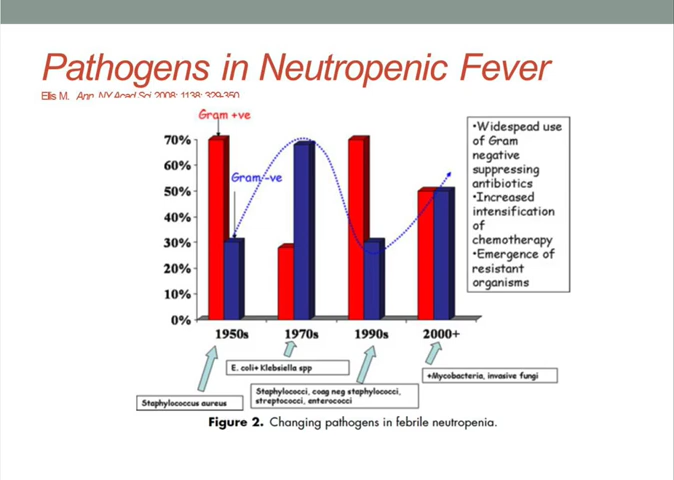 Pathogens in Neutropenic Fever
Ellis M. Ann. NY Acad Sci 2008; 1138: 329-350
Gram +ve
Gram -ve
70%
60%
50%
40%
30%
20%
10%
0%
1950s
1970s
1990s
2000+
•Widespead use
of Gram
negative
suppressing
antibiotics
•Increased
intensification
of
chemotherapy
•Emergence of
resistant
organisms
E. coli+ Klebsiella spp
+Mycobacteria, invasive fungi
Staphylococci, coag neg staphylococci,
streptococci, enterococci
Staphylococcus aureus
Figure 2. Changing pathogens in febrile neutropenia.